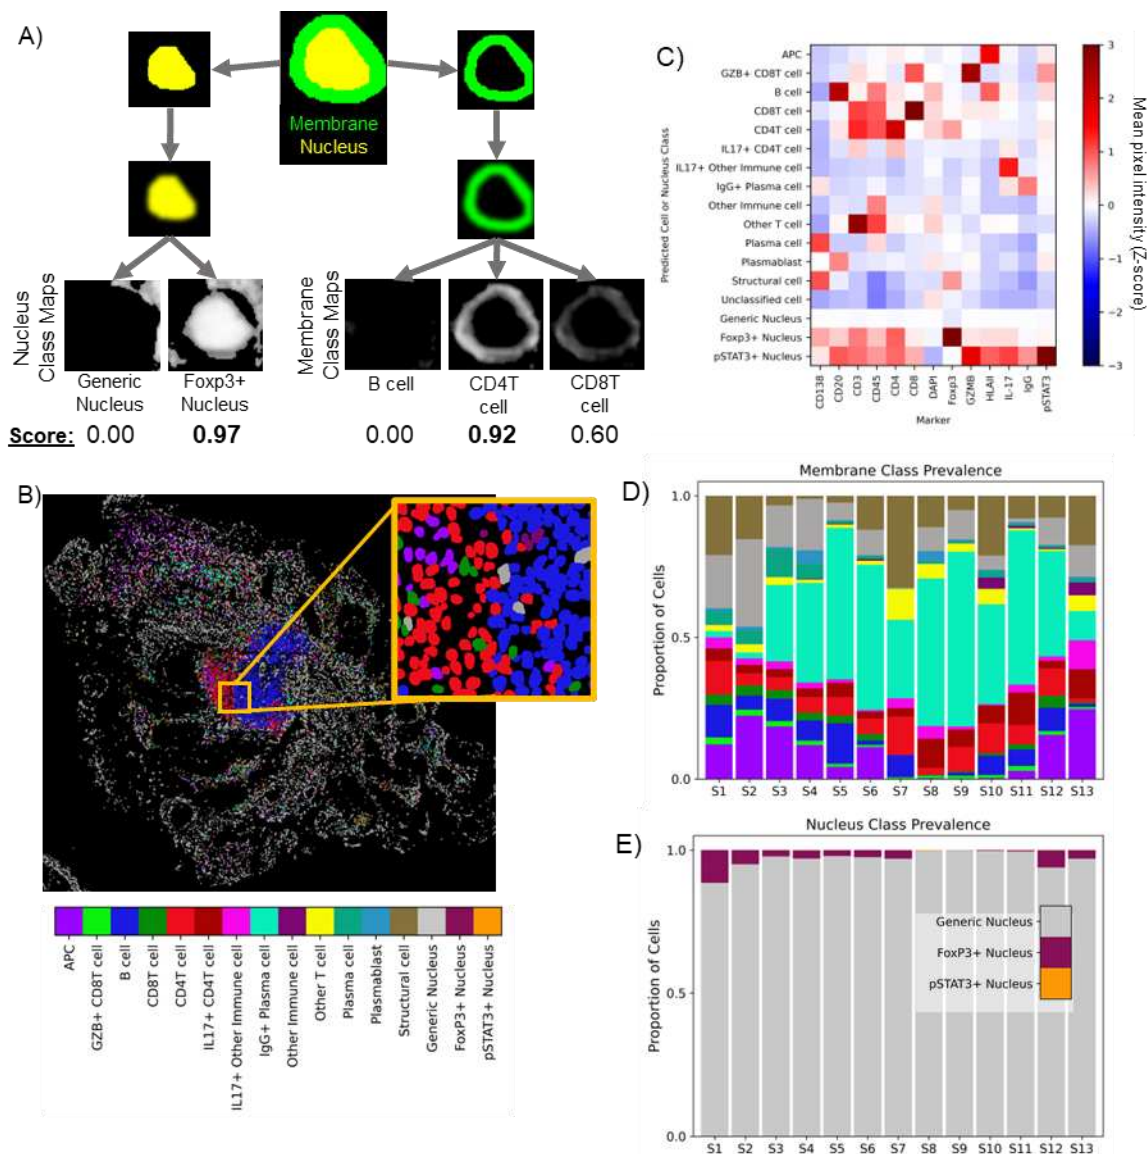 A)
Membrane
Nucleus
Nucleus
Class Maps
Generic
Nucleus
Foxp3+
Nucleus
Membrane
Class Maps
B cell
CD4T
cell
CD8T
cell
Score: 0.00 0.97 0.00 0.92 0.60
C)
Predicted Cell or Nucleus Class
APC
GZB+ CD8T cell
B cell
CD8T cell
CD4T cell
IL17+ CD4T cell
IL17+ Other Immune cell
IgG+ Plasma cell
Other Immune cell
Other T cell
Plasma cell
Plasmablast
Structural cell
Unclassified cell
Generic Nucleus
Foxp3+ Nucleus
pSTAT3+ Nucleus
CD138
CD20
CD3
CD45
CD4
CD8
DAPI
Foxp3
GZMB
HLAII
IL-17
IgG
pSTAT3
Marker
3
2
1
0
−1
−2
−3
Mean pixel intensity (Z-score)
B)
APC
GZB+ CD8T cell
B cell
CD8T cell
CD4T cell
IL17+ CD4T cell
IL17+ Other Immune cell
IgG+ Plasma cell
Other Immune cell
Other T cell
Plasma cell
Plasmablast
Structural cell
Generic Nucleus
FoxP3+ Nucleus
pSTAT3+ Nucleus
D)
Membrane Class Prevalence
Proportion of Cells
1.0
0.5
0.0
S1 S2 S3 S4 S5 S6 S7 S8 S9 S10 S11 S12 S13
E)
Nucleus Class Prevalence
Proportion of Cells
1.0
0.5
0.0
Generic Nucleus
FoxP3+ Nucleus
pSTAT3+ Nucleus
S1 S2 S3 S4 S5 S6 S7 S8 S9 S10 S11 S12 S13